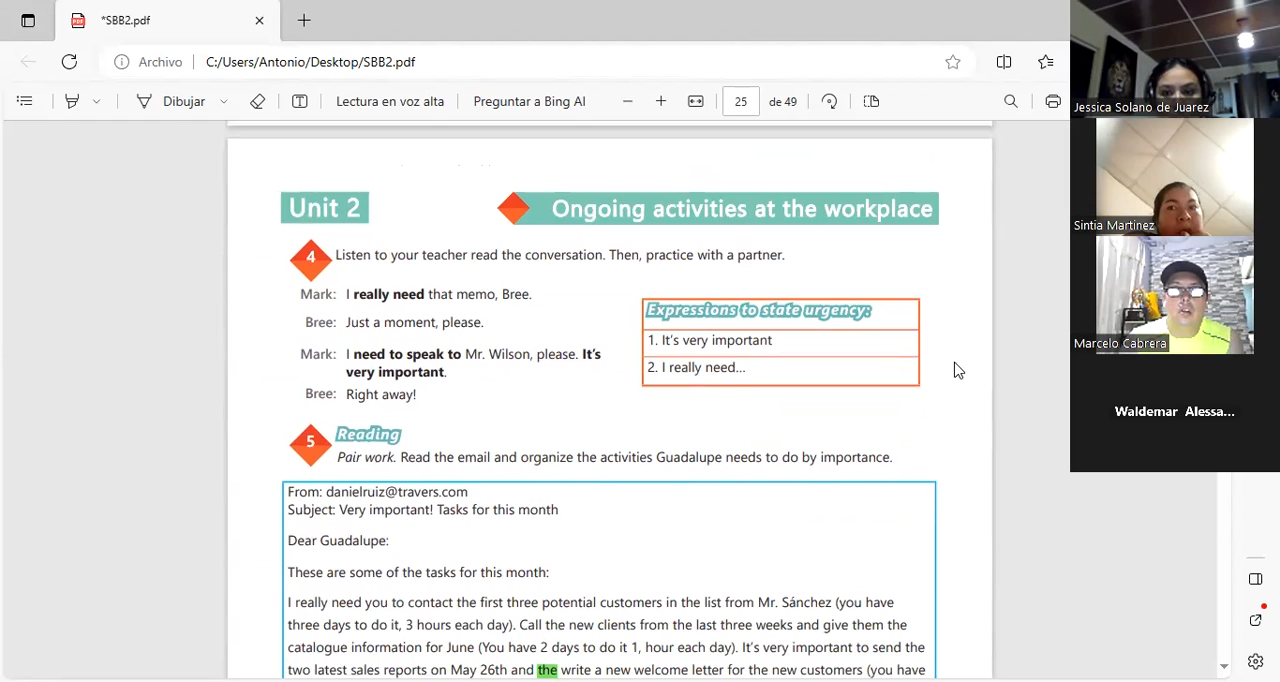 *SBB2.pdf
Archivo C:/Users/Antonio/Desktop/SBB2.pdf
Dibujar Lectura en voz alta Preguntar a Bing AI 25 de 49
Unit 2 Ongoing activities at the workplace
4 Listen to your teacher read the conversation. Then, practice with a partner.
Mark: I really need that memo, Bree.
Bree: Just a moment, please.
Mark: I need to speak to Mr. Wilson, please. It's
very important.
Bree: Right away!
Expressions to state urgency:
1. It's very important
2. I really need...
5 Reading
Pair work. Read the email and organize the activities Guadalupe needs to do by importance.
From: danielruiz@travers.com
Subject: Very important! Tasks for this month
Dear Guadalupe:
These are some of the tasks for this month:
I really need you to contact the first three potential customers in the list from Mr. Sánchez (you have
three days to do it, 3 hours each day). Call the new clients from the last three weeks and give them the
catalogue information for June (You have 2 days to do it 1, hour each day). It's very important to send the
two latest sales reports on May 26th and the write a new welcome letter for the new customers (you have
Jessica Solano de Juarez
Sintia Martinez
Marcelo Cabrera
Waldemar Alessa...